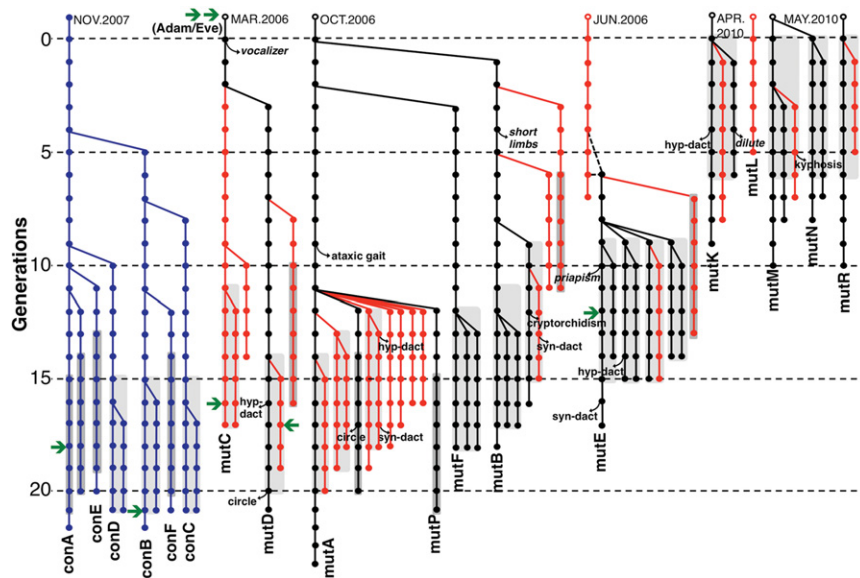 NOV.2007
MAR.2006
OCT.2006
JUN.2006
APR.
2010
MAY.2010
(Adam/Eve)
0
vocalizer
short
limbs
hyp-dact
dilute
mutL
kyphosis
5
Generations
ataxic gait
priapism
mutK
mutM
mutN
mutR
10
cryptorchidism
syn-dact
hyp-dact
hyp-dact
15
hyp-
dact
circle
syn-dact
syn-dact
mutC
mutF
mutB
mutE
20
circle
conA
conE
conD
conB
conF
conC
mutD
mutA
mutP